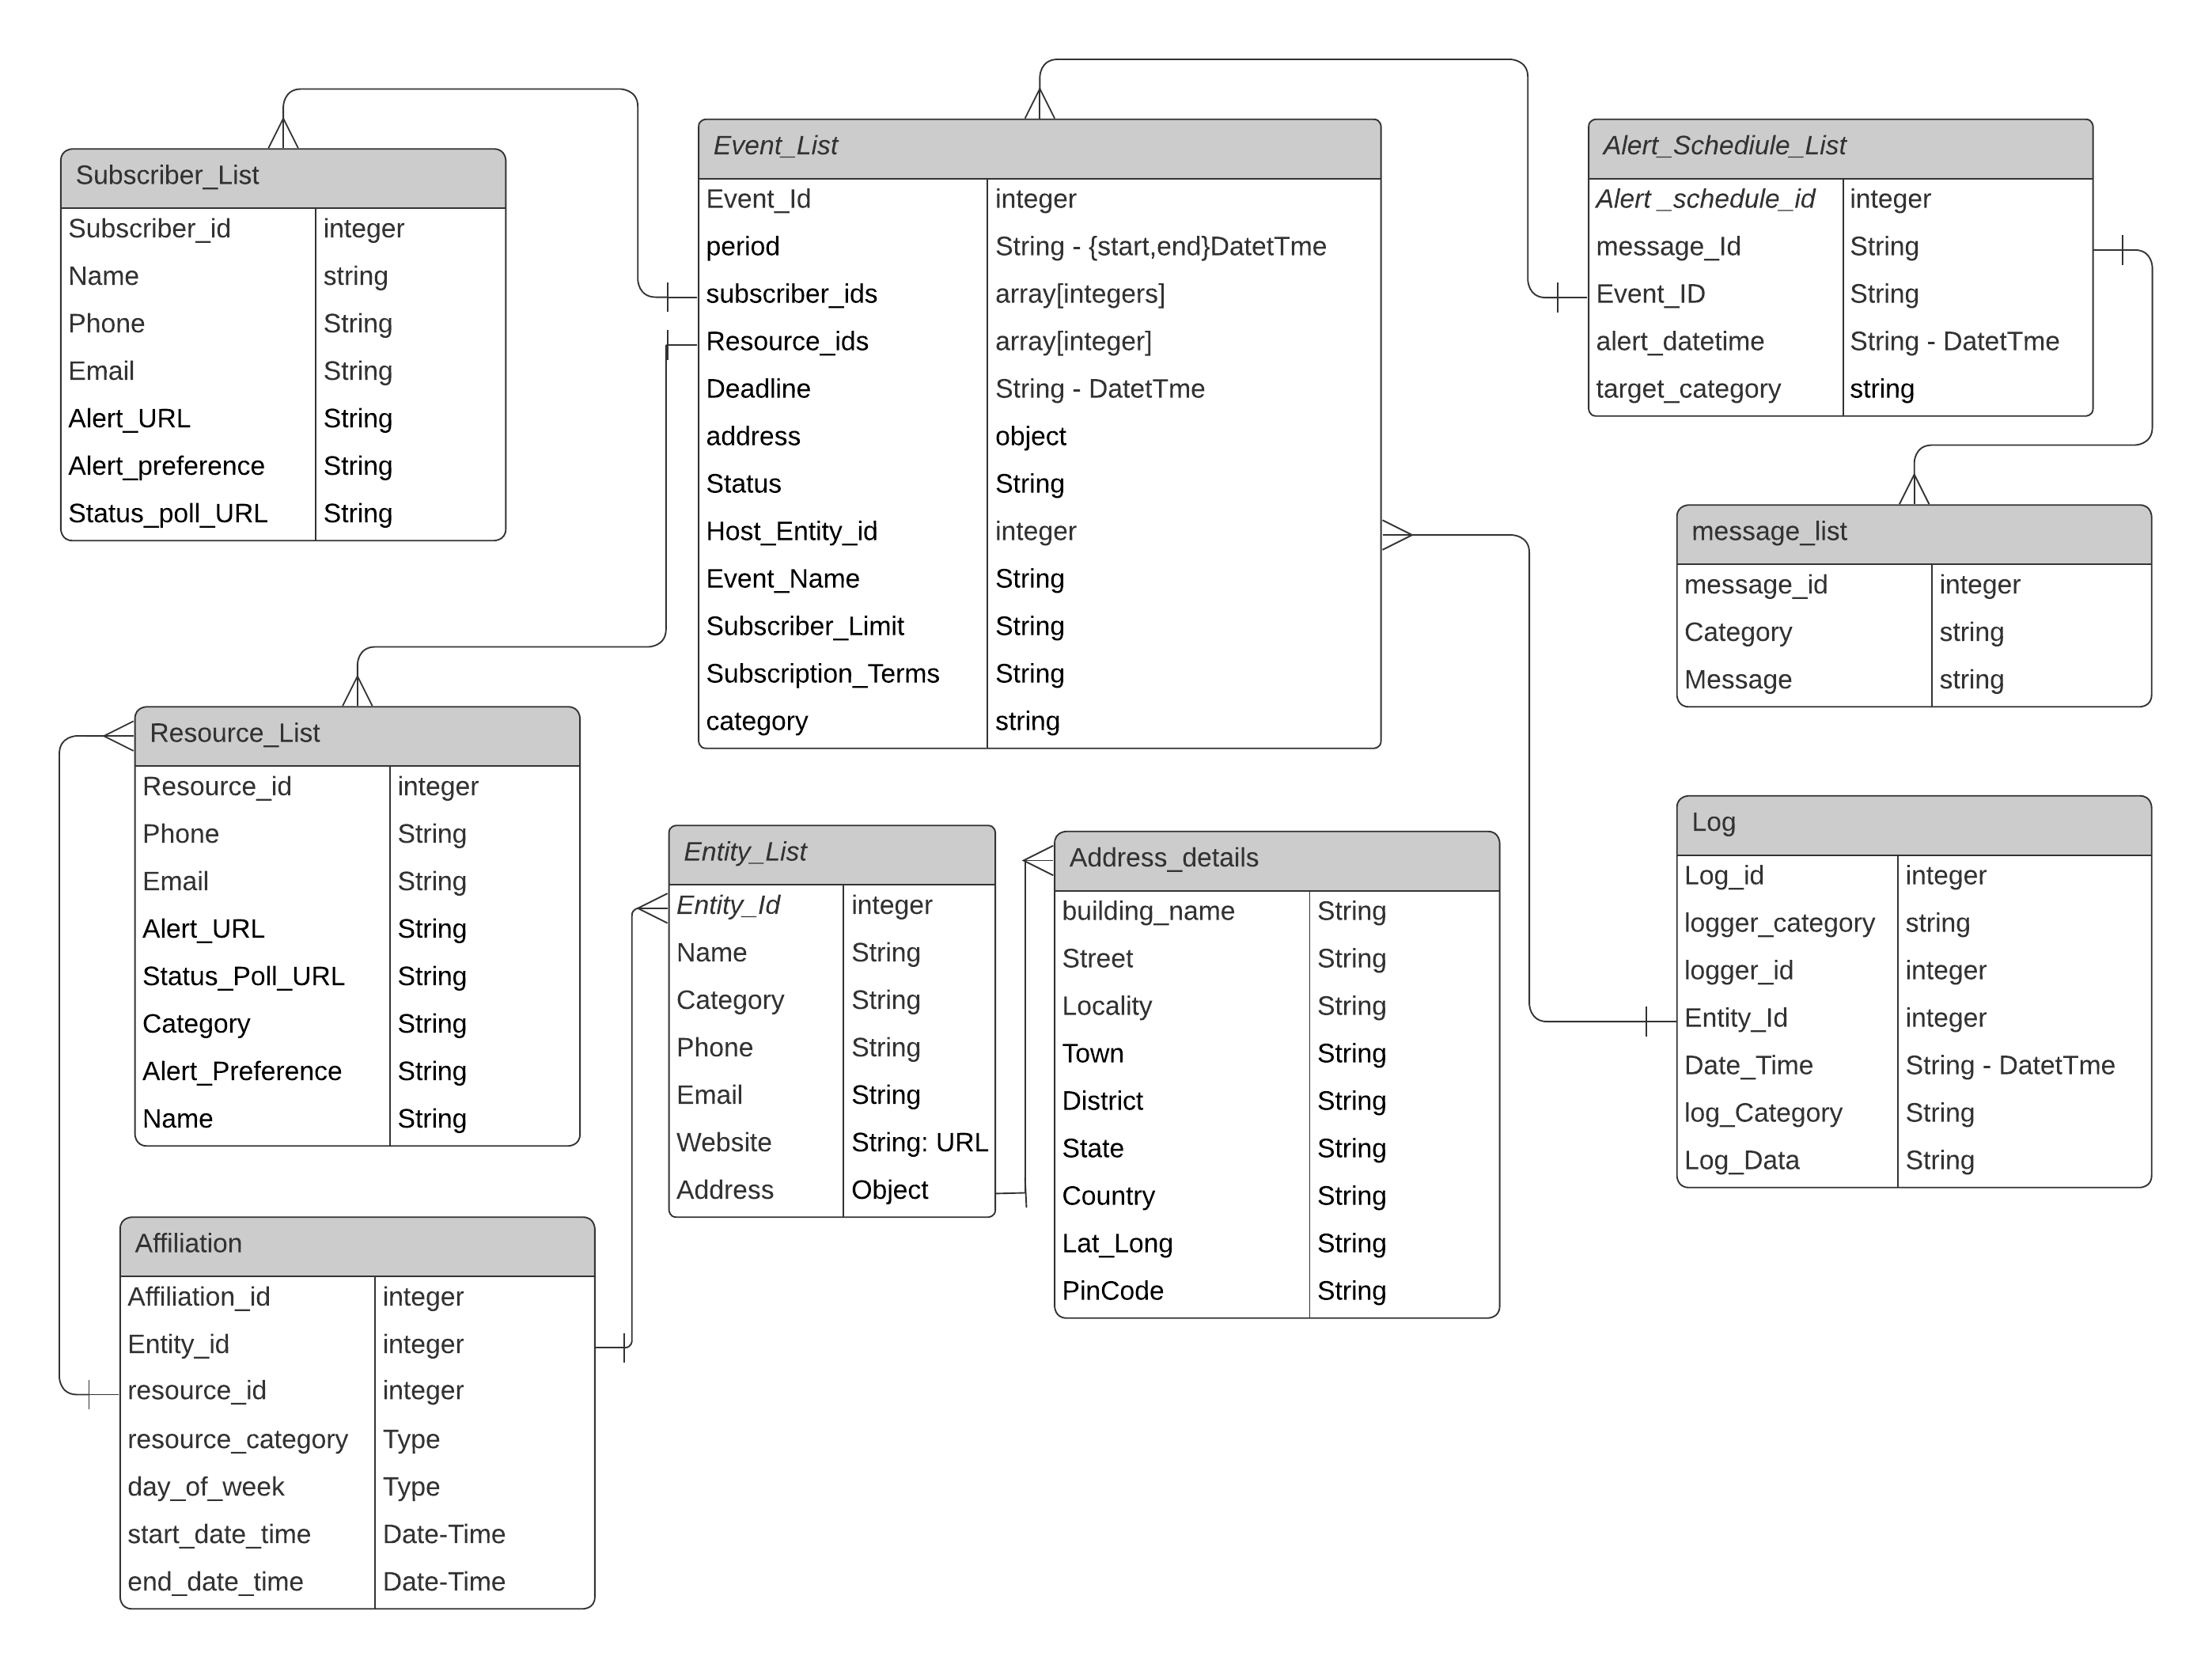 Subscriber_List
Subscriber_id integer
Name string
Phone String
Email String
Alert_URL String
Alert_preference String
Status_poll_URL String
Event_List
Event_Id integer
period String - {start,end}DatetTme
subscriber_ids array[integers]
Resource_ids array[integer]
Deadline String - DatetTme
address object
Status String
Host_Entity_id integer
Event_Name String
Subscriber_Limit String
Subscription_Terms String
category string
Alert_Schediule_List
Alert _schedule_id integer
message_Id String
Event_ID String
alert_datetime String - DatetTme
target_category string
message_list
message_id integer
Category string
Message string
Resource_List
Resource_id integer
Phone String
Email String
Alert_URL String
Status_Poll_URL String
Category String
Alert_Preference String
Name String
Entity_List
Entity_Id integer
Name String
Category String
Phone String
Email String
Website String: URL
Address Object
Address_details
building_name String
Street String
Locality String
Town String
District String
State String
Country String
Lat_Long String
PinCode String
Log
Log_id integer
logger_category string
logger_id integer
Entity_Id integer
Date_Time String - DatetTme
log_Category String
Log_Data String
Affiliation
Affiliation_id integer
Entity_id integer
resource_id integer
resource_category Type
day_of_week Type
start_date_time Date-Time
end_date_time Date-Time